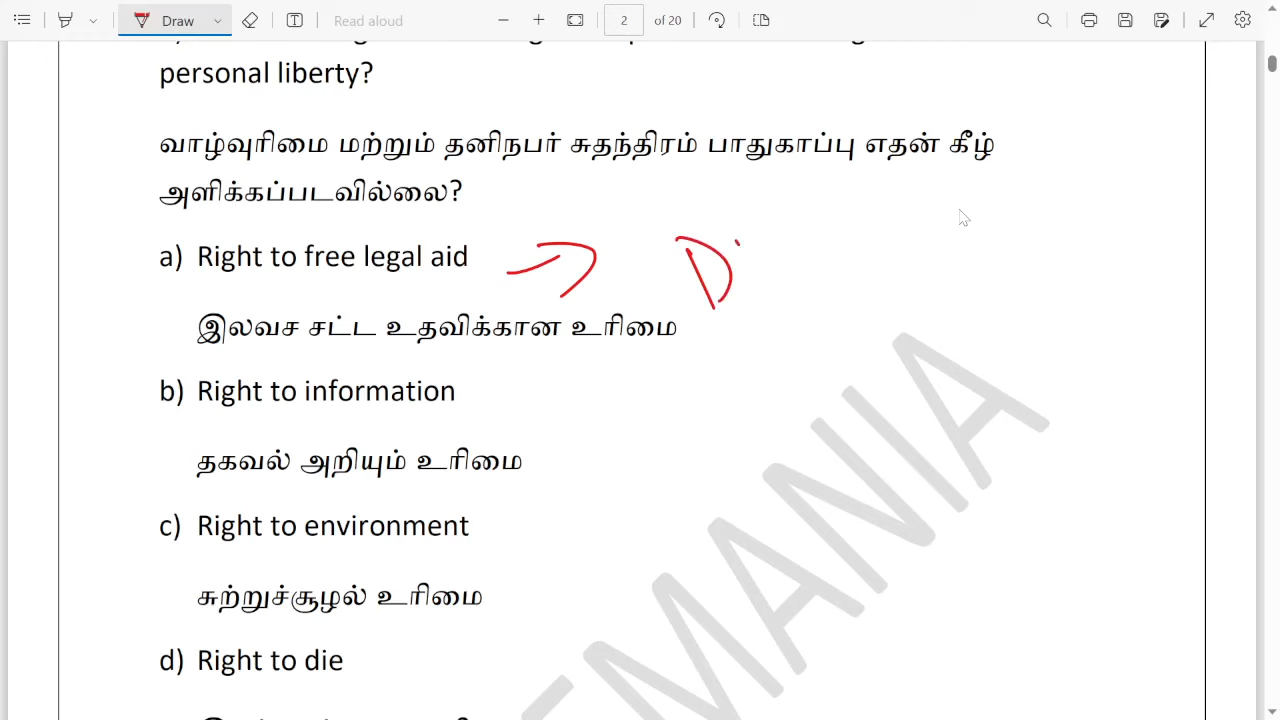 Draw
Read aloud
2 of 20
personal liberty?
வாழ்வுரிமை மற்றும் தனிநபர் சுதந்திரம் பாதுகாப்பு எதன் கீழ்
அளிக்கப்படவில்லை?
a) Right to free legal aid
D
இலவச சட்ட உதவிக்கான உரிமை
b) Right to information
தகவல் அறியும் உரிமை
c) Right to environment
சுற்றுச்சூழல் உரிமை
d) Right to die
EMANIA